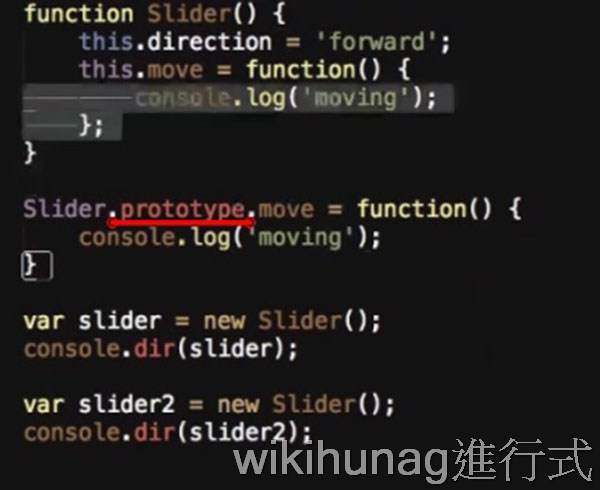 function Slider() {
    this.direction = 'forward';
    this.move = function() {
        console.log('moving');
    };
}
Slider.prototype.move = function() {
    console.log('moving');
}
var slider = new Slider();
console.dir(slider);
var slider2 = new Slider();
console.dir(slider2);
wikihunag進行式